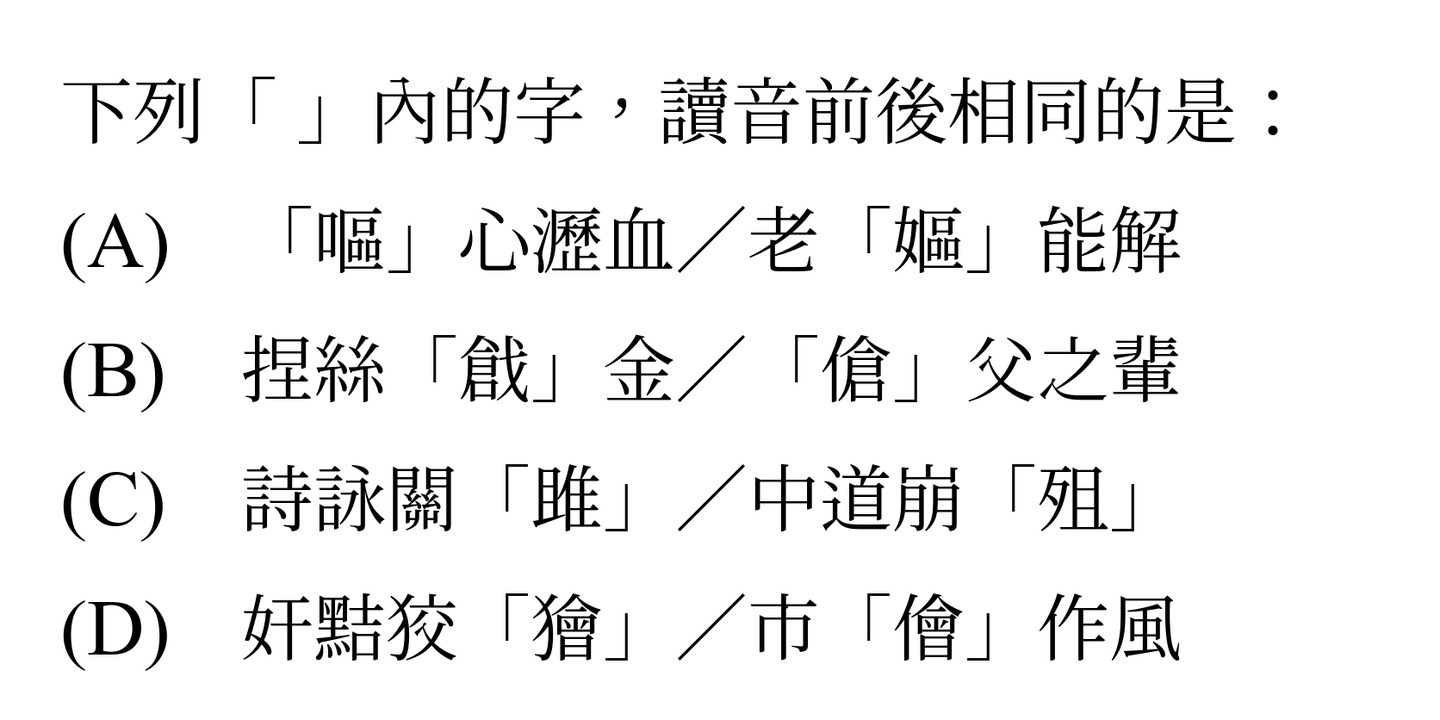 下列「 」內的字，讀音前後相同的是：
(A) 「嘔」心瀝血／老「嫗」能解
(B) 捏絲「戧」金／「傖」父之輩
(C) 詩詠關「雎」／中道崩「殂」
(D) 奸黠狡「獪」／市「儈」作風